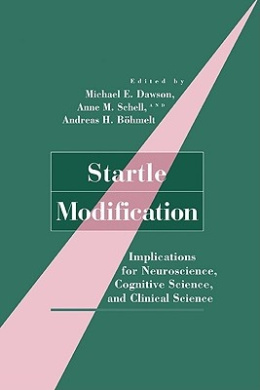 Edited by
Michael E. Dawson,
Anne M. Schell, AND
Andreas H. Böhmelt
Startle
Modification
Implications
for Neuroscience,
Cognitive Science,
and Clinical Science